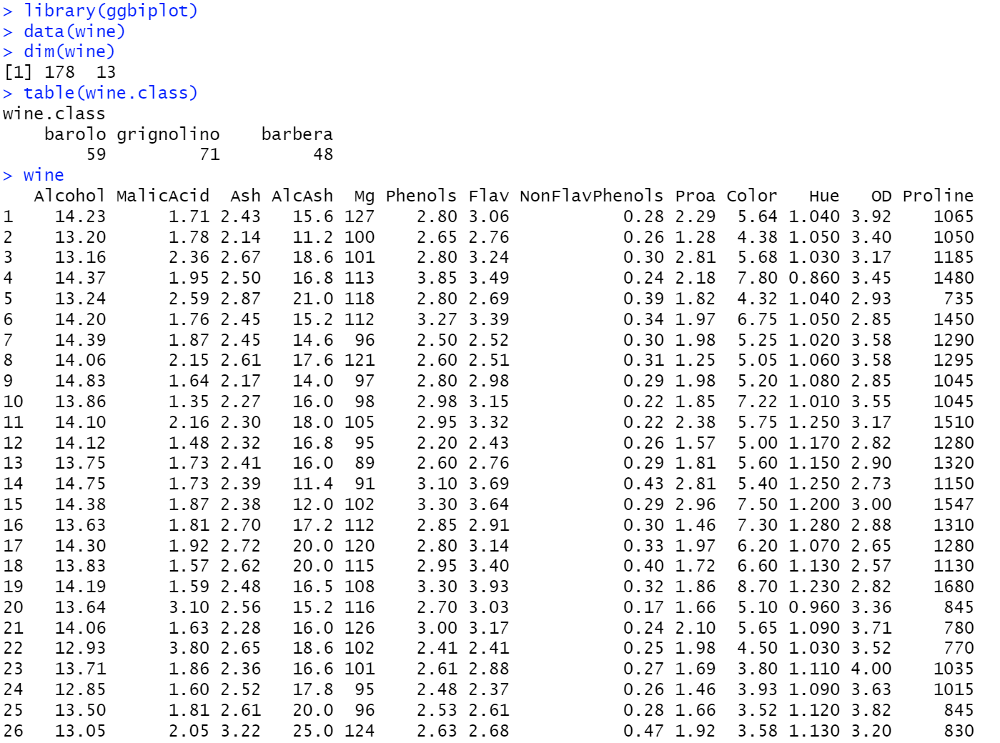 > library(ggbiplot)
> data(wine)
> dim(wine)
[1] 178  13
> table(wine.class)
wine.class
    barolo grignolino    barbera
        59         71         48
> wine
   Alcohol MalicAcid  Ash AlcAsh  Mg Phenols Flav NonFlavPhenols Proa Color   Hue   OD Proline
1    14.23      1.71 2.43   15.6 127    2.80 3.06           0.28 2.29  5.64 1.040 3.92    1065
2    13.20      1.78 2.14   11.2 100    2.65 2.76           0.26 1.28  4.38 1.050 3.40    1050
3    13.16      2.36 2.67   18.6 101    2.80 3.24           0.30 2.81  5.68 1.030 3.17    1185
4    14.37      1.95 2.50   16.8 113    3.85 3.49           0.24 2.18  7.80 0.860 3.45    1480
5    13.24      2.59 2.87   21.0 118    2.80 2.69           0.39 1.82  4.32 1.040 2.93     735
6    14.20      1.76 2.45   15.2 112    3.27 3.39           0.34 1.97  6.75 1.050 2.85    1450
7    14.39      1.87 2.45   14.6  96    2.50 2.52           0.30 1.98  5.25 1.020 3.58    1290
8    14.06      2.15 2.61   17.6 121    2.60 2.51           0.31 1.25  5.05 1.060 3.58    1295
9    14.83      1.64 2.17   14.0  97    2.80 2.98           0.29 1.98  5.20 1.080 2.85    1045
10   13.86      1.35 2.27   16.0  98    2.98 3.15           0.22 1.85  7.22 1.010 3.55    1045
11   14.10      2.16 2.30   18.0 105    2.95 3.32           0.22 2.38  5.75 1.250 3.17    1510
12   14.12      1.48 2.32   16.8  95    2.20 2.43           0.26 1.57  5.00 1.170 2.82    1280
13   13.75      1.73 2.41   16.0  89    2.60 2.76           0.29 1.81  5.60 1.150 2.90    1320
14   14.75      1.73 2.39   11.4  91    3.10 3.69           0.43 2.81  5.40 1.250 2.73    1150
15   14.38      1.87 2.38   12.0 102    3.30 3.64           0.29 2.96  7.50 1.200 3.00    1547
16   13.63      1.81 2.70   17.2 112    2.85 2.91           0.30 1.46  7.30 1.280 2.88    1310
17   14.30      1.92 2.72   20.0 120    2.80 3.14           0.33 1.97  6.20 1.070 2.65    1280
18   13.83      1.57 2.62   20.0 115    2.95 3.40           0.40 1.72  6.60 1.130 2.57    1130
19   14.19      1.59 2.48   16.5 108    3.30 3.93           0.32 1.86  8.70 1.230 2.82    1680
20   13.64      3.10 2.56   15.2 116    2.70 3.03           0.17 1.66  5.10 0.960 3.36     845
21   14.06      1.63 2.28   16.0 126    3.00 3.17           0.24 2.10  5.65 1.090 3.71     780
22   12.93      3.80 2.65   18.6 102    2.41 2.41           0.25 1.98  4.50 1.030 3.52     770
23   13.71      1.86 2.36   16.6 101    2.61 2.88           0.27 1.69  3.80 1.110 4.00    1035
24   12.85      1.60 2.52   17.8  95    2.48 2.37           0.26 1.46  3.93 1.090 3.63    1015
25   13.50      1.81 2.61   20.0  96    2.53 2.61           0.28 1.66  3.52 1.120 3.82     845
26   13.05      2.05 3.22   25.0 124    2.63 2.68           0.47 1.92  3.58 1.130 3.20     830